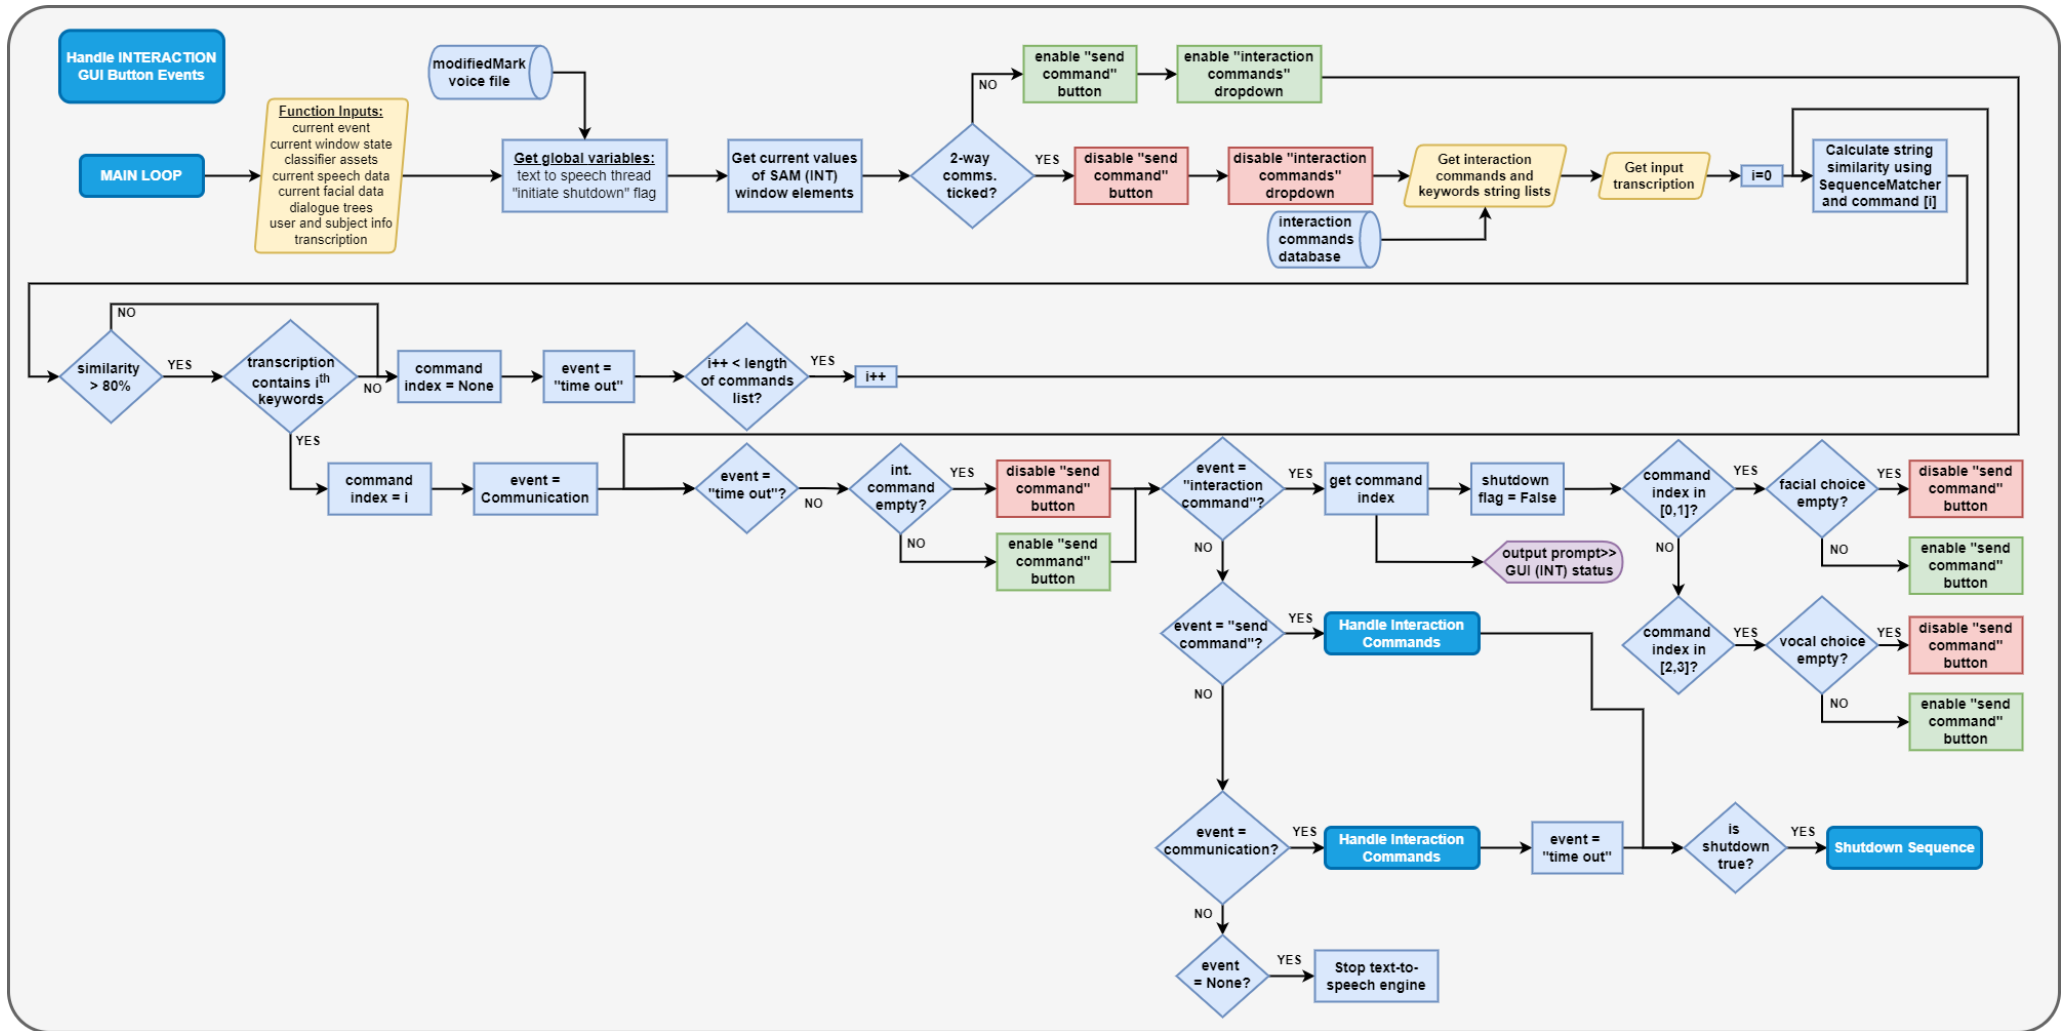 Handle INTERACTION
GUI Button Events
MAIN LOOP
Function Inputs:
current event
current window state
classifier assets
current speech data
current facial data
dialogue trees
user and subject info
transcription
modifiedMark
voice file
Get global variables:
text to speech thread
"initiate shutdown" flag
Get current values
of SAM (INT)
window elements
2-way
comms.
ticked?
NO
enable "send
command"
button
enable "interaction
commands"
dropdown
YES
disable "send
command"
button
disable "interaction
commands"
dropdown
interaction
commands
database
Get interaction
commands and
keywords string lists
Get input
transcription
i=0
Calculate string
similarity using
SequenceMatcher
and command [i]
similarity
> 80%
NO
YES
transcription
contains ith
keywords
NO
YES
command
index = None
event =
"time out"
i++ < length
of commands
list?
YES
i++
command
index = i
event =
Communication
event =
"time out"?
NO
int.
command
empty?
YES
NO
disable "send
command"
button
enable "send
command"
button
event =
"interaction
command"?
YES
NO
get command
index
output prompt>>
GUI (INT) status
shutdown
flag = False
command
index in
[0,1]?
YES
NO
facial choice
empty?
YES
NO
disable "send
command"
button
enable "send
command"
button
command
index in
[2,3]?
YES
vocal choice
empty?
YES
NO
disable "send
command"
button
enable "send
command"
button
event = "send
command"?
YES
NO
Handle Interaction
Commands
event =
communication?
YES
NO
Handle Interaction
Commands
event =
"time out"
is
shutdown
true?
YES
Shutdown Sequence
event
= None?
YES
Stop text-to-
speech engine